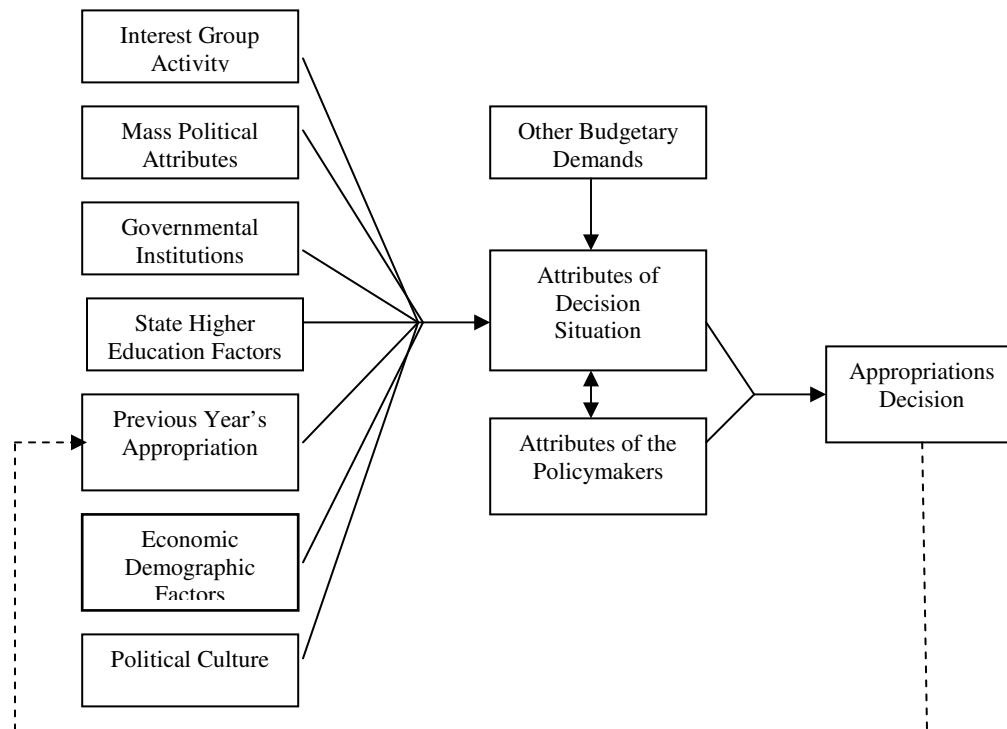 Interest Group
Activity
Mass Political
Attributes
Governmental
Institutions
State Higher
Education Factors
Previous Year's
Appropriation
Economic
Demographic
Factors
Political Culture
Other Budgetary
Demands
Attributes of
Decision
Situation
Attributes of the
Policymakers
Appropriations
Decision